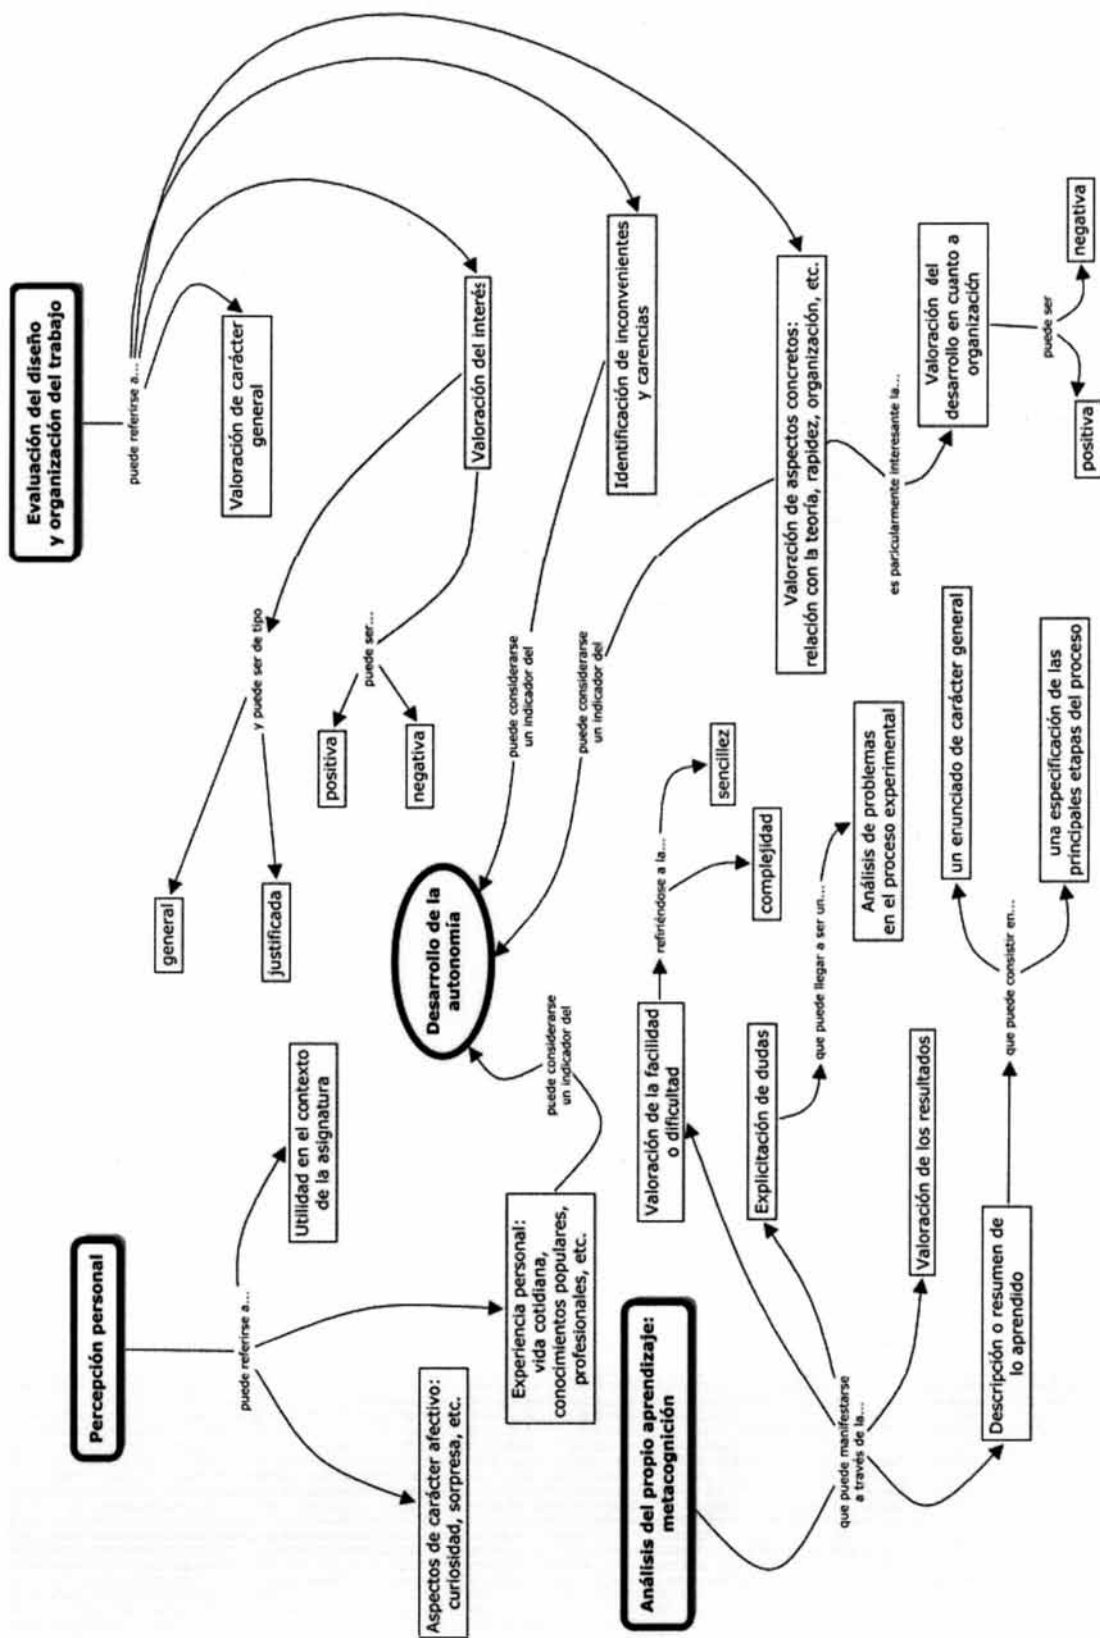 Percepción personal
puede referirse a...
Aspectos de carácter afectivo:
curiosidad, sorpresa, etc.
Experiencia personal:
vida cotidiana,
conocimientos populares,
profesionales, etc.
Utilidad en el contexto
de la asignatura
puede considerarse
un indicador del
Desarrollo de la
autonomía
Evaluación del diseño
y organización del trabajo
puede referirse a...
Valoración de carácter
general
Valoración del interés
y puede ser de tipo
general
justificada
puede ser...
positiva
negativa
Identificación de inconvenientes
y carencias
puede considerarse
un indicador del
puede considerarse
un indicador del
Valoración de aspectos concretos:
relación con la teoría, rapidez, organización, etc.
es particularmente interesante la...
Valoración del
desarrollo en cuanto a
organización
puede ser
positiva
negativa
Análisis del propio aprendizaje:
metacognición
que puede manifestarse
a través de la...
Valoración de la facilidad
o dificultad
refiriéndose a la...
sencillez
complejidad
Explicitación de dudas
que puede llegar a ser un...
Análisis de problemas
en el proceso experimental
Valoración de los resultados
Descripción o resumen de
lo aprendido
que puede consistir en...
un enunciado de carácter general
una especificación de las
principales etapas del proceso